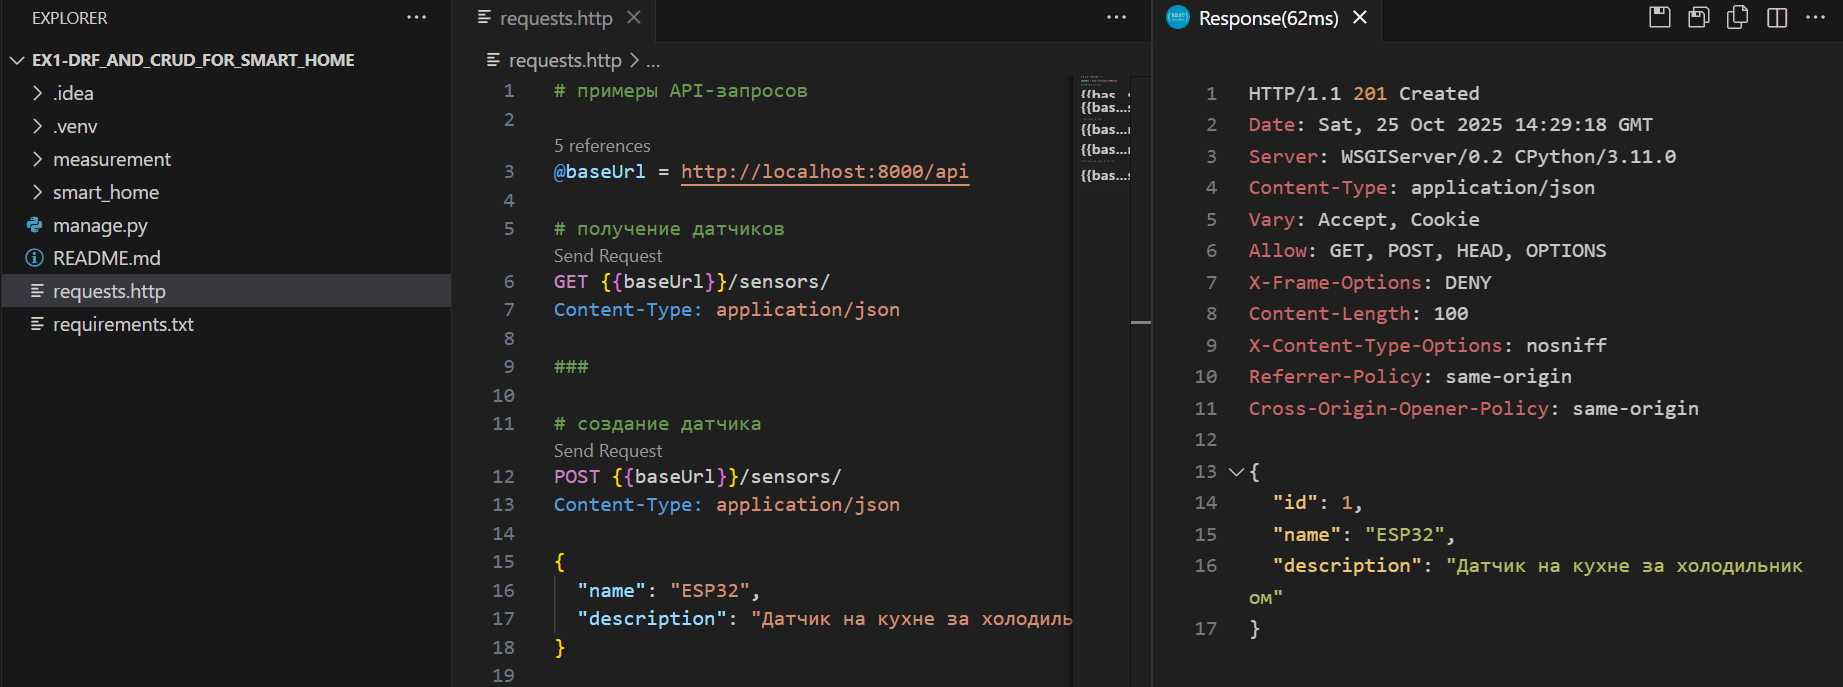 EXPLORER
EX1-DRF_AND_CRUD_FOR_SMART_HOME
.idea
.venv
measurement
smart_home
manage.py
README.md
requests.http
requirements.txt
requests.http
requests.http > ...
1 # примеры API-запросов
2
5 references
3 @baseUrl = http://localhost:8000/api
4
5 # получение датчиков
Send Request
6 GET {{baseUrl}}/sensors/
7 Content-Type: application/json
8
9 ###
10
11 # создание датчика
Send Request
12 POST {{baseUrl}}/sensors/
13 Content-Type: application/json
14
15 {
16 "name": "ESP32",
17 "description": "Датчик на кухне за холодиль
18 }
19
{{bas...
{{bas...s
{{bas...
{{bas...
{{bas...s
Response(62ms)
1 HTTP/1.1 201 Created
2 Date: Sat, 25 Oct 2025 14:29:18 GMT
3 Server: WSGIServer/0.2 CPython/3.11.0
4 Content-Type: application/json
5 Vary: Accept, Cookie
6 Allow: GET, POST, HEAD, OPTIONS
7 X-Frame-Options: DENY
8 Content-Length: 100
9 X-Content-Type-Options: nosniff
10 Referrer-Policy: same-origin
11 Cross-Origin-Opener-Policy: same-origin
12
13 {
14 "id": 1,
15 "name": "ESP32",
16 "description": "Датчик на кухне за холодильник
ом"
17 }